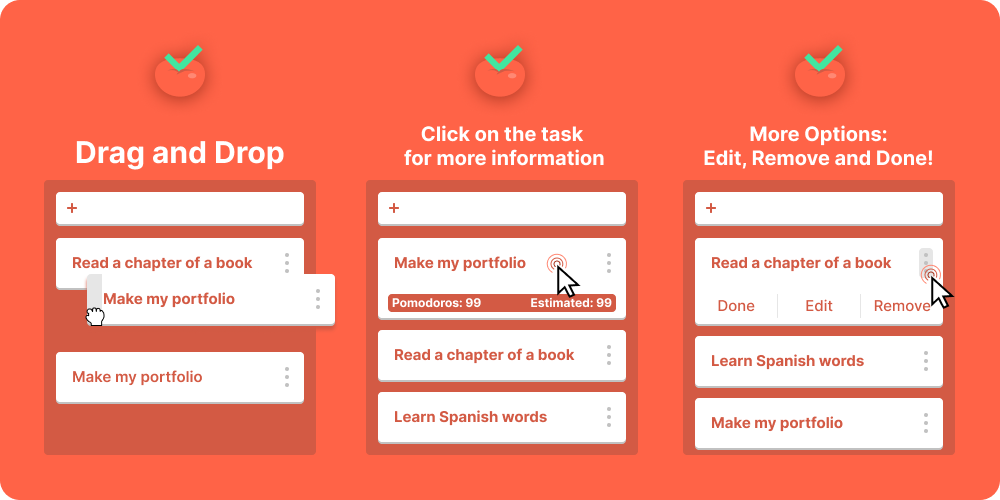 Drag and Drop
+
Read a chapter of a book
Make my portfolio
Make my portfolio
Click on the task
for more information
+
Make my portfolio
Pomodoros: 99 Estimated: 99
Read a chapter of a book
Learn Spanish words
More Options:
Edit, Remove and Done!
+
Read a chapter of a book
Done Edit Remove
Learn Spanish words
Make my portfolio